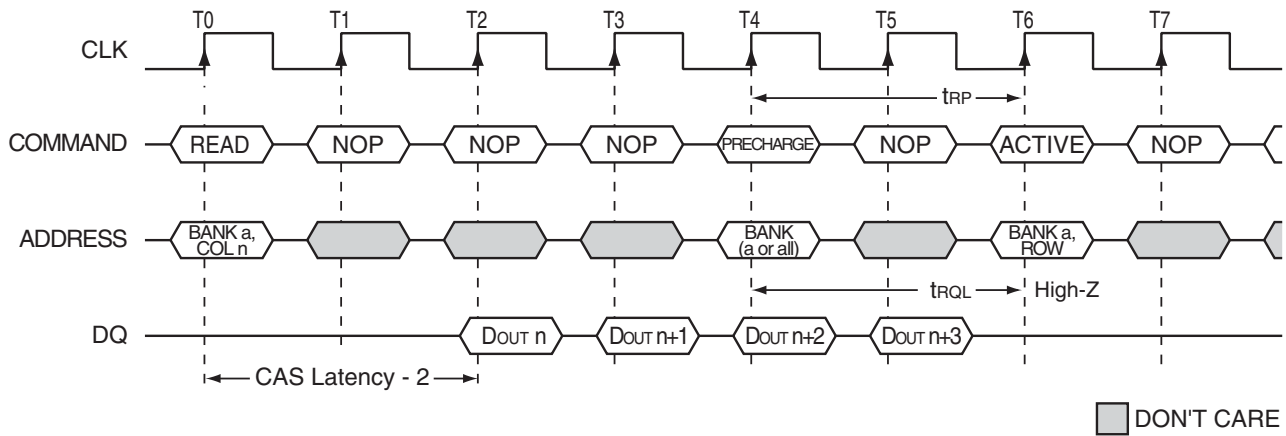 T0 T1 T2 T3 T4 T5 T6 T7
CLK
tRP
COMMAND READ NOP NOP NOP PRECHARGE NOP ACTIVE NOP
ADDRESS BANK a, COL n BANK (a or all) BANK a, ROW
tRQL High-Z
DQ DOUT n DOUT n+1 DOUT n+2 DOUT n+3
CAS Latency - 2
DON'T CARE